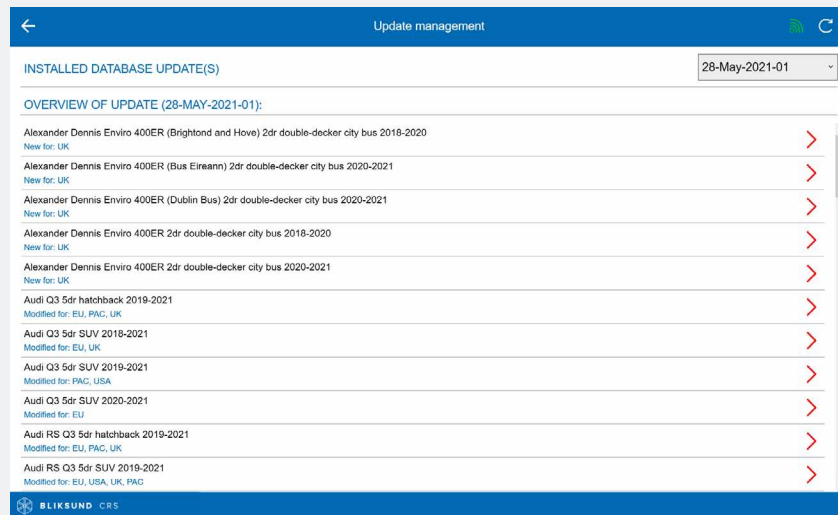 Update management
INSTALLED DATABASE UPDATE(S)
28-May-2021-01
OVERVIEW OF UPDATE (28-MAY-2021-01):
Alexander Dennis Enviro 400ER (Brightond and Hove) 2dr double-decker city bus 2018-2020
New for: UK
Alexander Dennis Enviro 400ER (Bus Eireann) 2dr double-decker city bus 2020-2021
New for: UK
Alexander Dennis Enviro 400ER (Dublin Bus) 2dr double-decker city bus 2020-2021
New for: UK
Alexander Dennis Enviro 400ER 2dr double-decker city bus 2018-2020
New for: UK
Alexander Dennis Enviro 400ER 2dr double-decker city bus 2020-2021
New for: UK
Audi Q3 5dr hatchback 2019-2021
Modified for: EU, PAC, UK
Audi Q3 5dr SUV 2018-2021
Modified for: EU, UK
Audi Q3 5dr SUV 2019-2021
Modified for: PAC, USA
Audi Q3 5dr SUV 2020-2021
Modified for: EU
Audi RS Q3 5dr hatchback 2019-2021
Modified for: EU, PAC, UK
Audi RS Q3 5dr SUV 2019-2021
Modified for: EU, USA, UK, PAC
BLIKSUND CRS